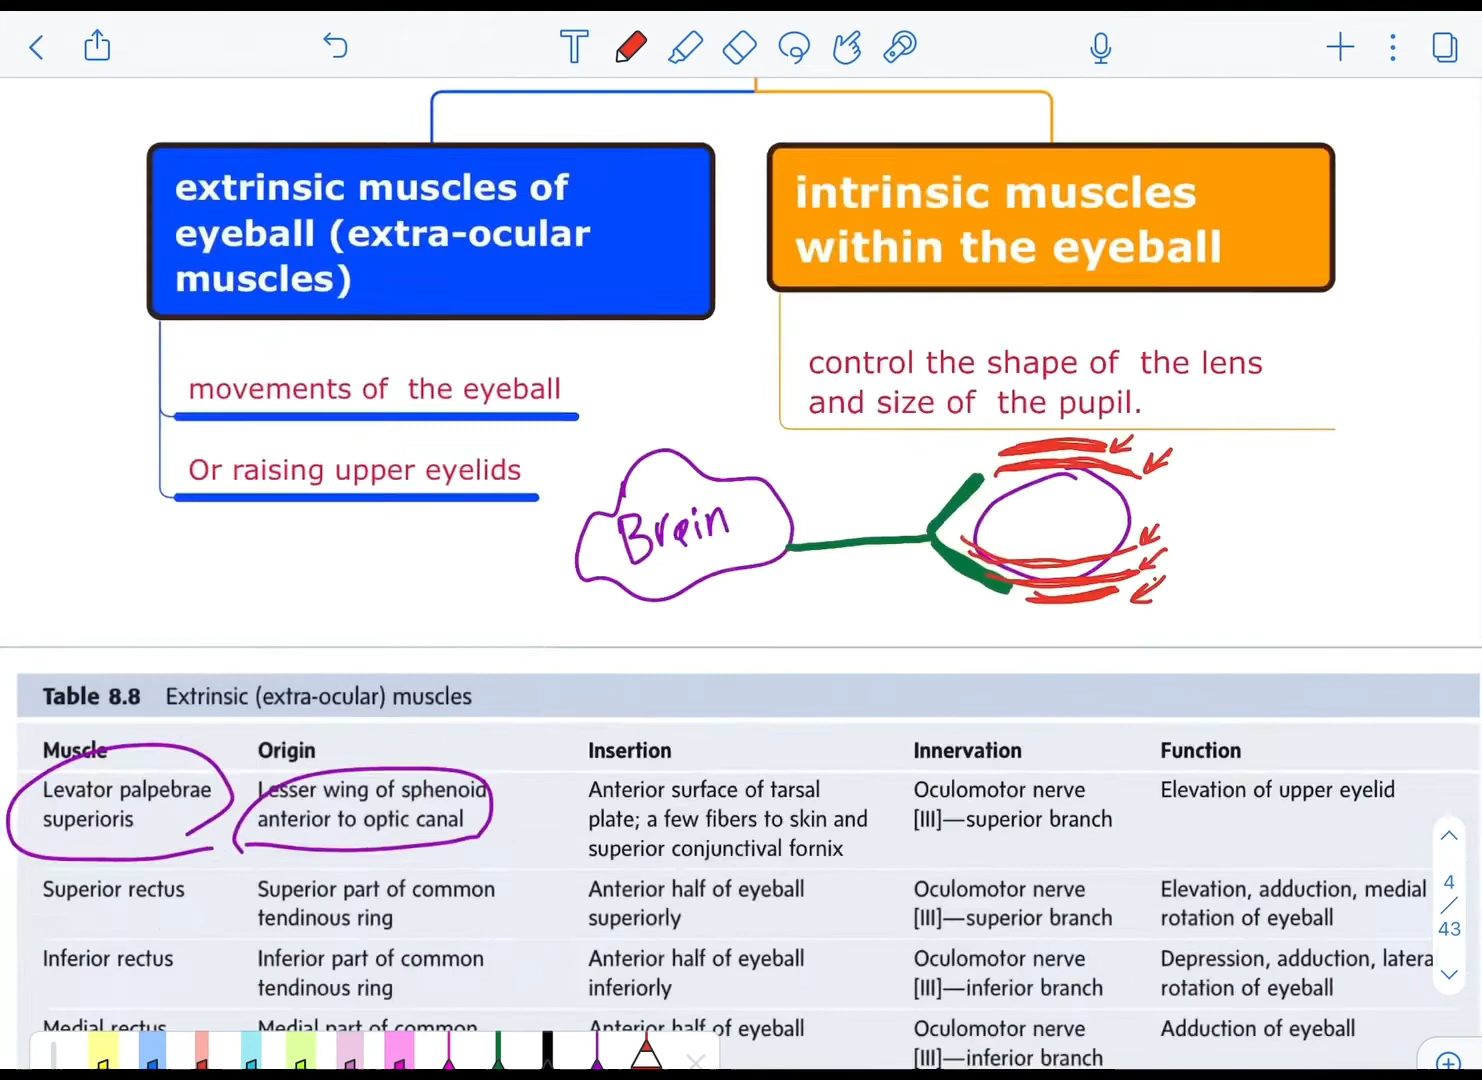 T
extrinsic muscles of
eyeball (extra-ocular
muscles)
intrinsic muscles
within the eyeball
movements of the eyeball
Or raising upper eyelids
control the shape of the lens
and size of the pupil.
Brein
Table 8.8 Extrinsic (extra-ocular) muscles
Muscle Origin Insertion Innervation Function
Levator palpebrae Lesser wing of sphenoid Anterior surface of tarsal Oculomotor nerve Elevation of upper eyelid
superioris anterior to optic canal plate; a few fibers to skin and [III]—superior branch
superior conjunctival fornix
Superior rectus Superior part of common Anterior half of eyeball Oculomotor nerve Elevation, adduction, medial
tendinous ring superiorly [III]—superior branch rotation of eyeball
Inferior rectus Inferior part of common Anterior half of eyeball Oculomotor nerve Depression, adduction, latera
tendinous ring inferiorly [III]—inferior branch rotation of eyeball
Medial rectus Medial part of common Anterior half of eyeball Oculomotor nerve Adduction of eyeball
[III]—inferior branch
4
/
43